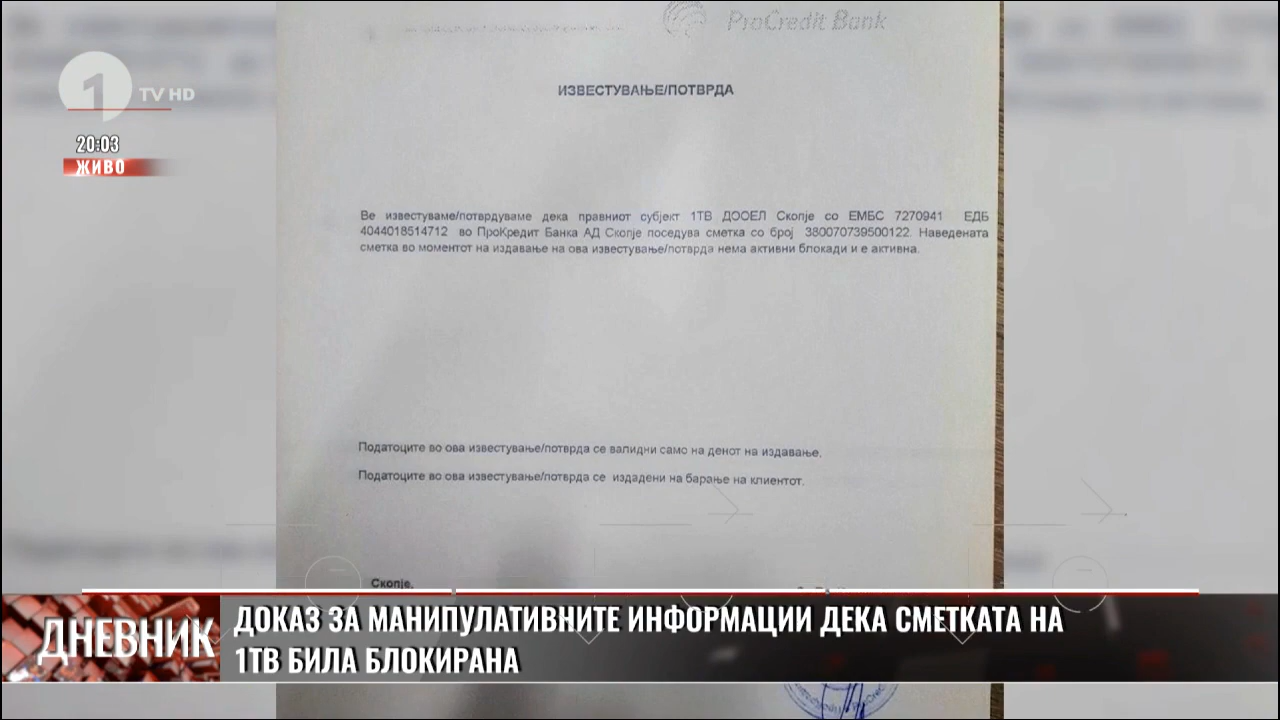 ProCredit Bank
1
TV HD
ИЗВЕСТУВАЊЕ/ПОТВРДА
20:03
ЖИВО
Ве известуваме/потврдуваме дека правниот субјект 1ТВ ДООЕЛ Скопје со ЕМБС 7270941 ЕДБ
4044018514712 во ПроКредит Банка АД Скопје поседува сметка со број 380070739500122. Наведената
сметка во моментот на издавање на ова известување/потврда нема активни блокади и е активна.
Податоците во ова известување/потврда се валидни само на денот на издавање.
Податоците во ова известување/потврда се издадени на барање на клиентот.
Скопје,
ДНЕВНИК
ДОКАЗ ЗА МАНИПУЛАТИВНИТЕ ИНФОРМАЦИИ ДЕКА СМЕТКАТА НА
1ТВ БИЛА БЛОКИРАНА